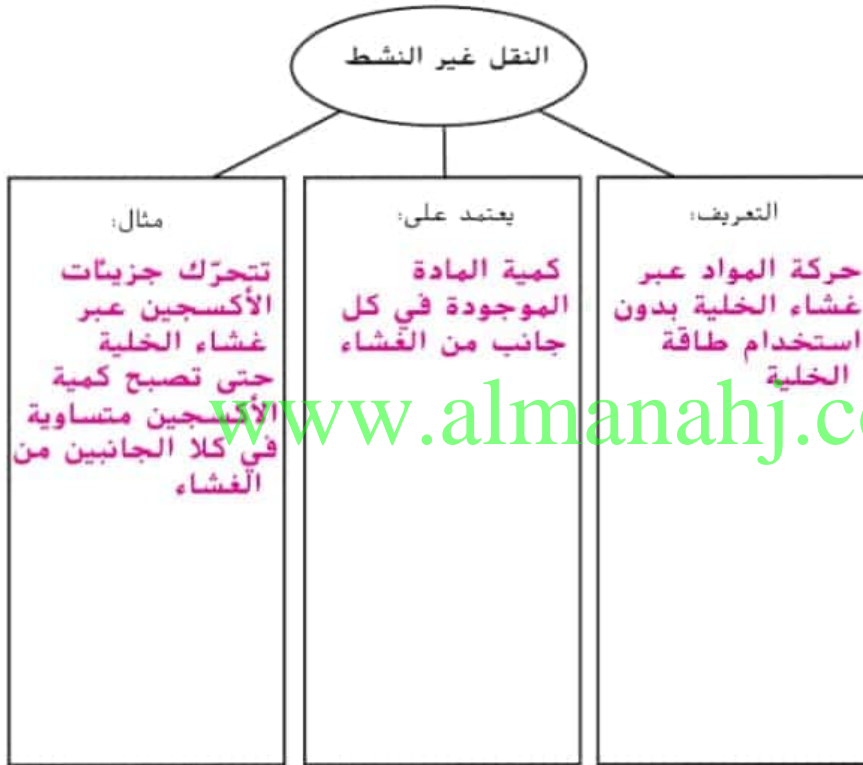 النقل غير النشط
التعريف:
حركة المواد عبر
غشاء الخلية بدون
استخدام طاقة
الخلية
يعتمد على:
كمية المادة
الموجودة في كل
جانب من الغشاء
مثال:
تتحرّك جزيئات
الأكسجين عبر
غشاء الخلية
حتى تصبح كمية
الأكسجين متساوية
في كلا الجانبين من
الغشاء
www.almanahj.co